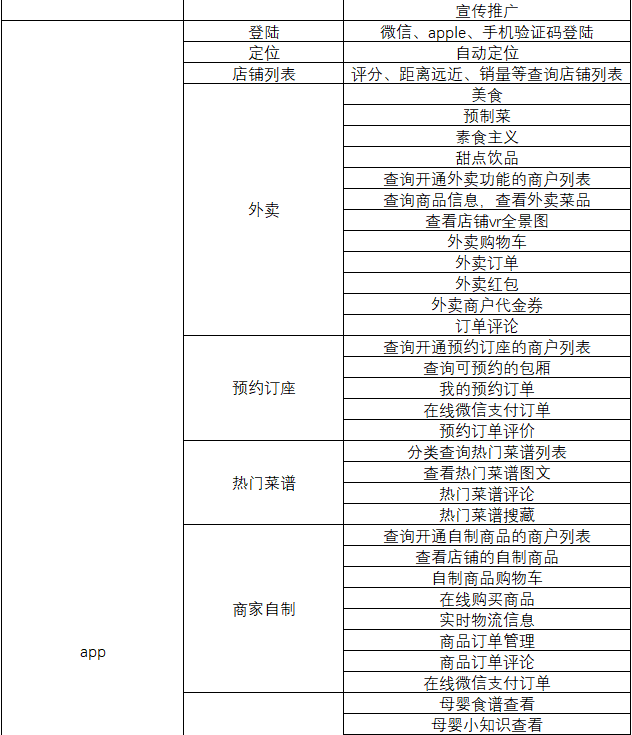 宣传推广
登陆 微信、apple、手机验证码登陆
定位 自动定位
店铺列表 评分、距离远近、销量等查询店铺列表
美食
预制菜
素食主义
甜点饮品
查询开通外卖功能的商户列表
查询商品信息，查看外卖菜品
外卖 查看店铺vr全景图
外卖购物车
外卖订单
外卖红包
外卖商户代金券
订单评论
查询开通预约订座的商户列表
查询可预约的包厢
预约订座 我的预约订单
在线微信支付订单
预约订单评价
分类查询热门菜谱列表
热门菜谱 查看热门菜谱图文
热门菜谱评论
热门菜谱搜藏
查询开通自制商品的商户列表
查看店铺的自制商品
自制商品购物车
商家自制 在线购买商品
实时物流信息
商品订单管理
app 商品订单评论
在线微信支付订单
母婴食谱查看
母婴小知识查看